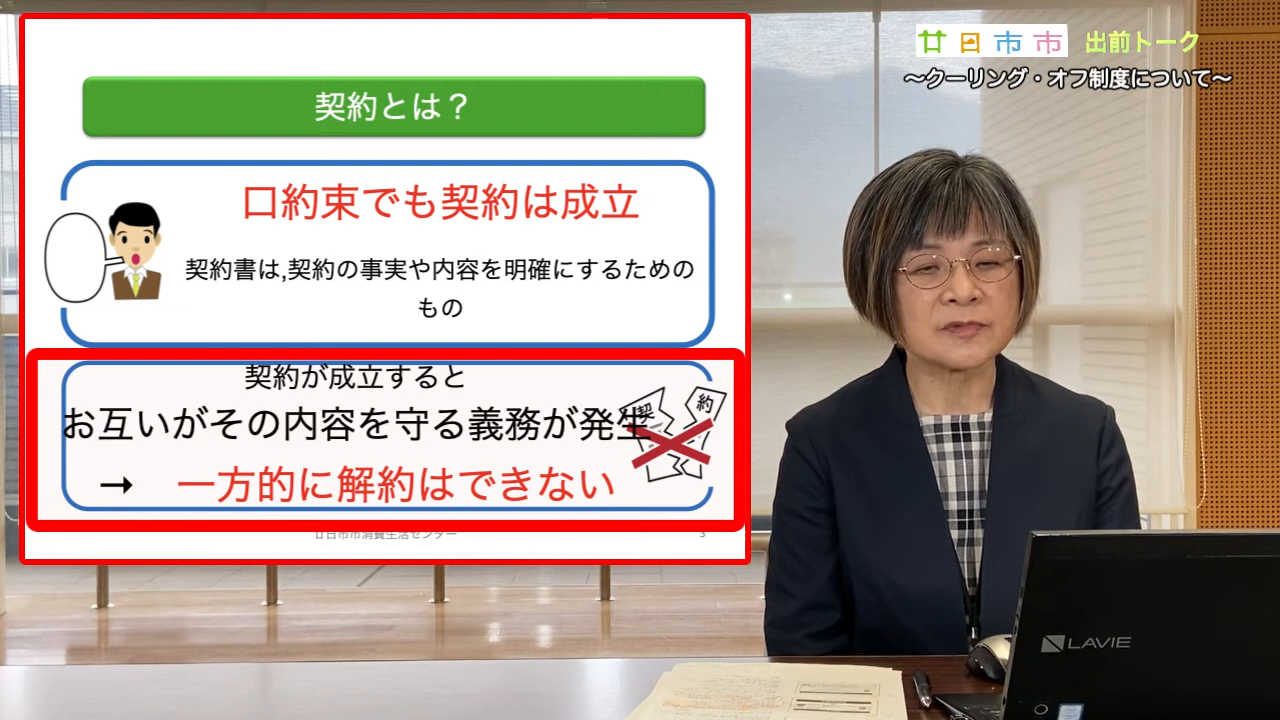 廿日市市 出前トーク
～クーリング・オフ制度について～
契約とは？
口約束でも契約は成立
契約書は,契約の事実や内容を明確にするための
もの
契約が成立すると
お互いがその内容を守る義務が発生
契 約
→ 一方的に解約はできない
廿日市市消費生活センター
3
LAVIE